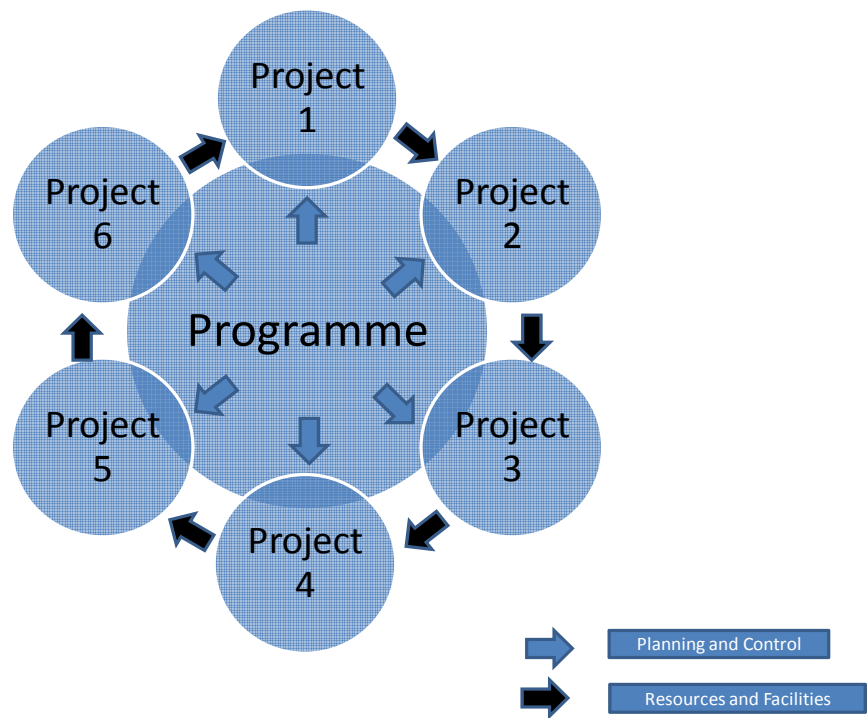 Project
1
Project
2
Project
3
Project
4
Project
5
Project
6
Programme
Planning and Control
Resources and Facilities